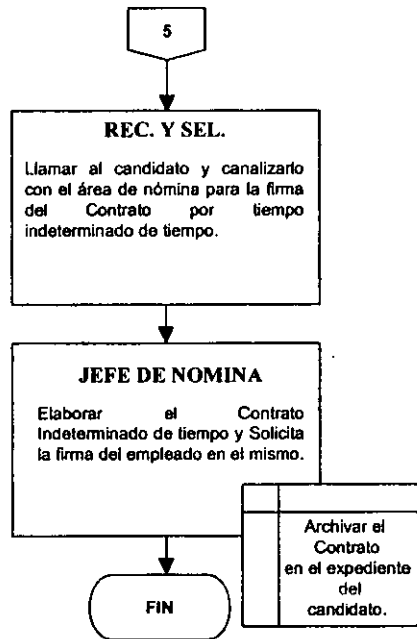 5
REC. Y SEL.
Llamar al candidato y canalizarlo
con el área de nómina para la firma
del Contrato por tiempo
indeterminado de tiempo.
JEFE DE NOMINA
Elaborar el Contrato
Indeterminado de tiempo y Solicita
la firma del empleado en el mismo.
Archivar el
Contrato
en el expediente
del
candidato.
FIN